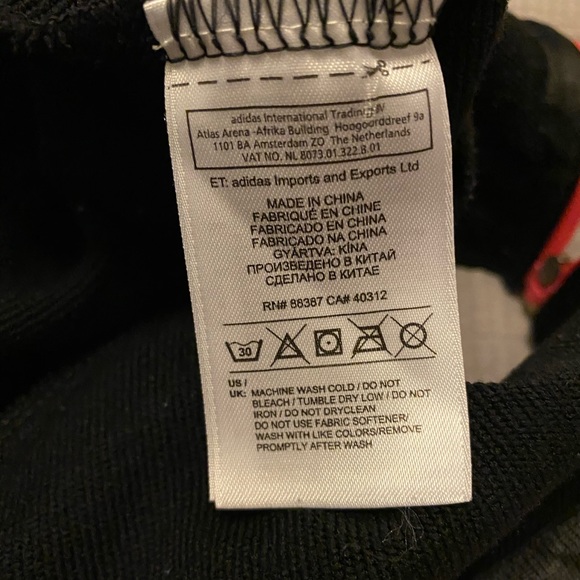 adidas International Trading BV
Atlas Arena -Afrika Building Hoogoorddreef 9a
1101 BA Amsterdam ZO The Netherlands
VAT NO. NL 8073.01.322.B.01
ET: adidas Imports and Exports Ltd
MADE IN CHINA
FABRIQUÉ EN CHINE
FABRICADO EN CHINA
FABRICADO NA CHINA
GYÁRTVA: KÍNA
ПРОИЗВЕДЕНО В КИТАЙ
СДЕЛАНО В КИТАЕ
RN# 88387 CA# 40312
30
US /
UK: MACHINE WASH COLD / DO NOT
BLEACH / TUMBLE DRY LOW / DO NOT
IRON / DO NOT DRYCLEAN
DO NOT USE FABRIC SOFTENER/
WASH WITH LIKE COLORS/REMOVE
PROMPTLY AFTER WASH